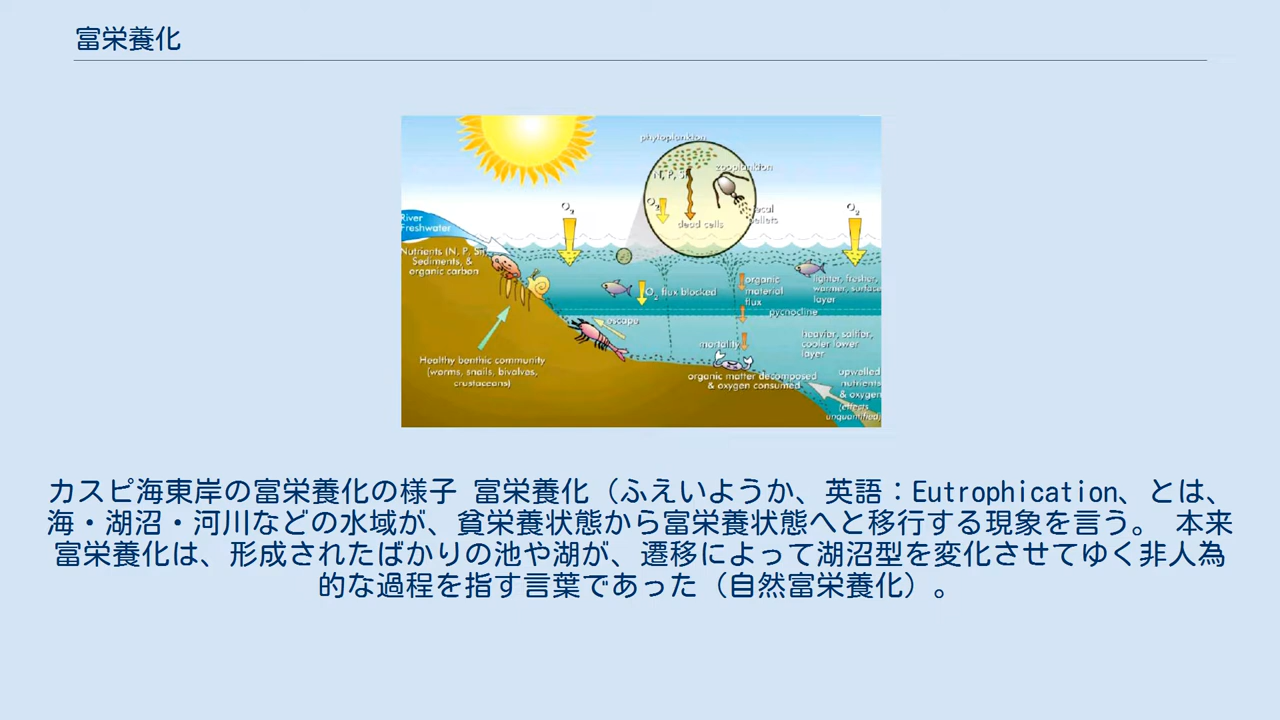 富栄養化
phytoplankton
zooplankton
N, P, Si
O2
O2
O2
dead cells
River
Freshwater
Nutrients (N, P, Si),
Sediments, &
organic carbon
O2 flux blocked
organic
material
flux
lighter, fresher,
warmer, surface
layer
pycnocline
escape
heavier, saltier,
cooler lower
layer
mortality
Healthy benthic community
(worms, snails, bivalves,
crustaceans)
organic matter decomposed
& oxygen consumed
upwelled
nutrients
& oxygen
(effects
unquantified)
カスピ海東岸の富栄養化の様子 富栄養化（ふえいようか、英語：Eutrophication、とは、
海・湖沼・河川などの水域が、貧栄養状態から富栄養状態へと移行する現象を言う。 本来
富栄養化は、形成されたばかりの池や湖が、遷移によって湖沼型を変化させてゆく非人為
的な過程を指す言葉であった（自然富栄養化）。